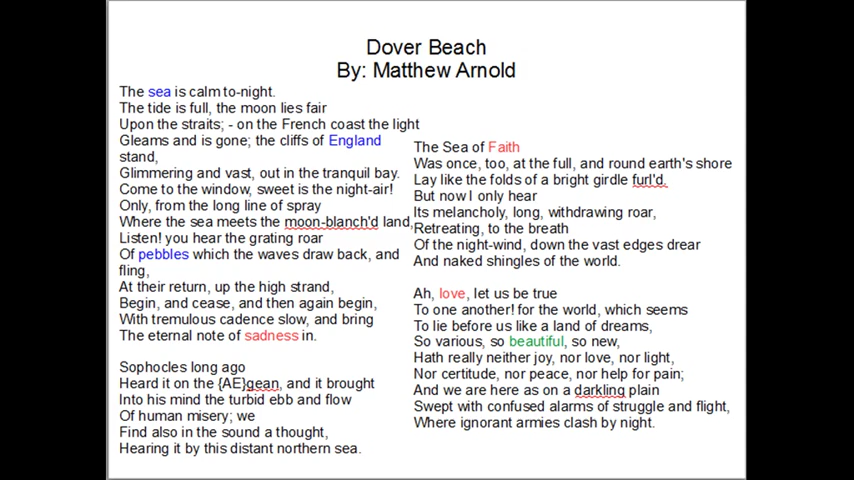 Dover Beach
By: Matthew Arnold
The sea is calm to-night.
The tide is full, the moon lies fair
Upon the straits; - on the French coast the light
Gleams and is gone; the cliffs of England
stand,
Glimmering and vast, out in the tranquil bay.
Come to the window, sweet is the night-air!
Only, from the long line of spray
Where the sea meets the moon-blanch'd land,
Listen! you hear the grating roar
Of pebbles which the waves draw back, and
fling,
At their return, up the high strand,
Begin, and cease, and then again begin,
With tremulous cadence slow, and bring
The eternal note of sadness in.
Sophocles long ago
Heard it on the {AE}gean, and it brought
Into his mind the turbid ebb and flow
Of human misery; we
Find also in the sound a thought,
Hearing it by this distant northern sea.
The Sea of Faith
Was once, too, at the full, and round earth's shore
Lay like the folds of a bright girdle furl'd.
But now I only hear
Its melancholy, long, withdrawing roar,
Retreating, to the breath
Of the night-wind, down the vast edges drear
And naked shingles of the world.
Ah, love, let us be true
To one another! for the world, which seems
To lie before us like a land of dreams,
So various, so beautiful, so new,
Hath really neither joy, nor love, nor light,
Nor certitude, nor peace, nor help for pain;
And we are here as on a darkling plain
Swept with confused alarms of struggle and flight,
Where ignorant armies clash by night.